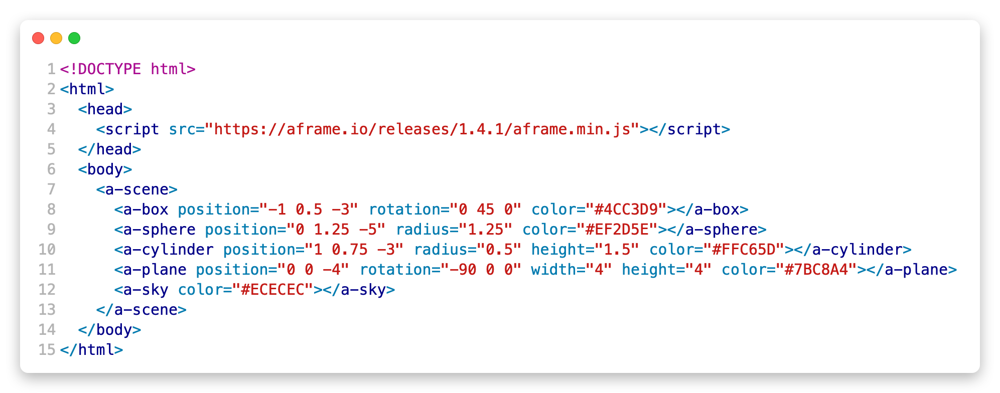 1 <!DOCTYPE html>
2 <html>
3   <head>
4     <script src="https://aframe.io/releases/1.4.1/aframe.min.js"></script>
5   </head>
6   <body>
7     <a-scene>
8       <a-box position="-1 0.5 -3" rotation="0 45 0" color="#4CC3D9"></a-box>
9       <a-sphere position="0 1.25 -5" radius="1.25" color="#EF2D5E"></a-sphere>
10       <a-cylinder position="1 0.75 -3" radius="0.5" height="1.5" color="#FFC65D"></a-cylinder>
11       <a-plane position="0 0 -4" rotation="-90 0 0" width="4" height="4" color="#7BC8A4"></a-plane>
12       <a-sky color="#ECECEC"></a-sky>
13     </a-scene>
14   </body>
15 </html>